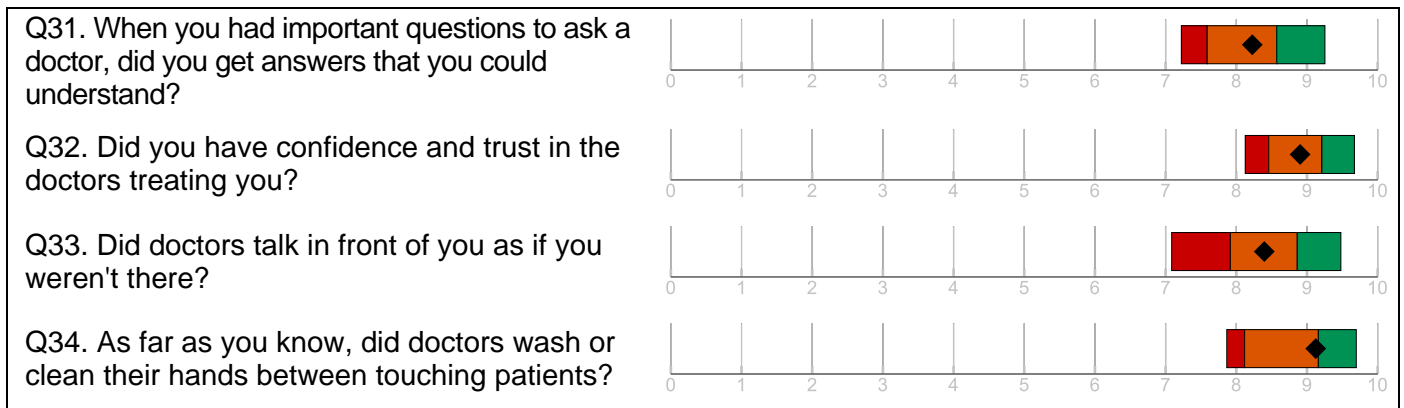 Q31. When you had important questions to ask a
doctor, did you get answers that you could
understand?
0 1 2 3 4 5 6 7 8 9 10
Q32. Did you have confidence and trust in the
doctors treating you?
0 1 2 3 4 5 6 7 8 9 10
Q33. Did doctors talk in front of you as if you
weren't there?
0 1 2 3 4 5 6 7 8 9 10
Q34. As far as you know, did doctors wash or
clean their hands between touching patients?
0 1 2 3 4 5 6 7 8 9 10